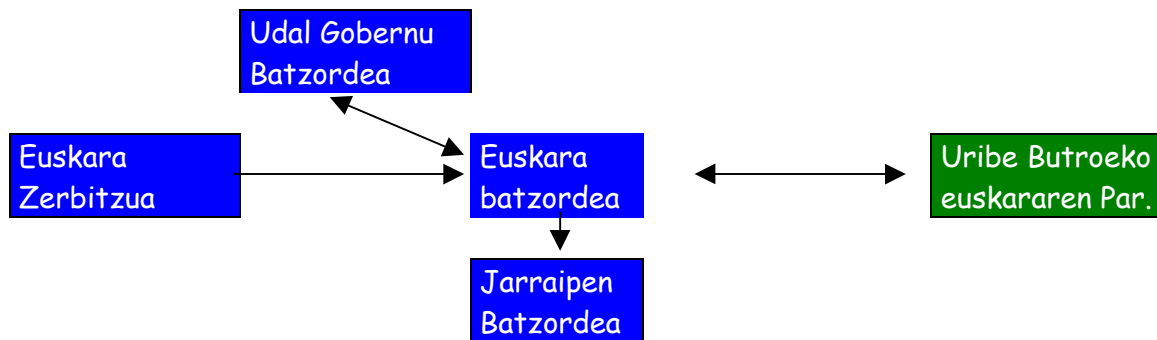 Udal Gobernu
Batzordea
Euskara
Zerbitzua
Euskara
batzordea
Uribe Butroeko
euskararen Par.
Jarraipen
Batzordea